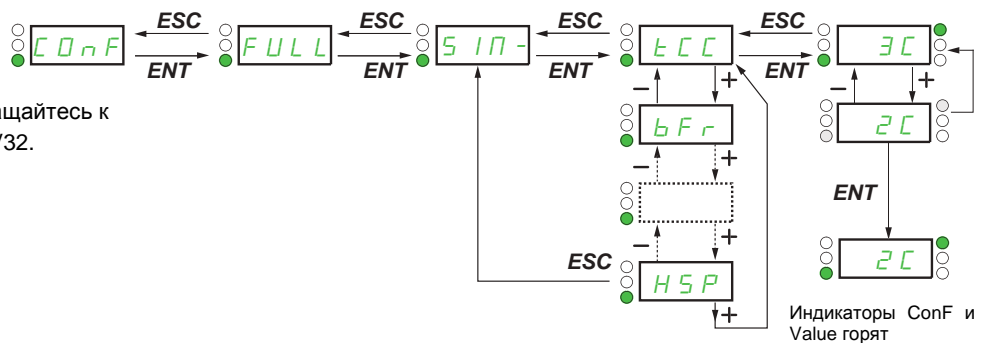 ESC ESC ESC ESC
COnF FULL SIM- tCC 3C
ENT ENT ENT ENT
ащайтесь к
/32.
- +
- +
bFr
2C
- +
ENT
- +
ESC
HSP
2C
+
Индикаторы ConF и
Value горят